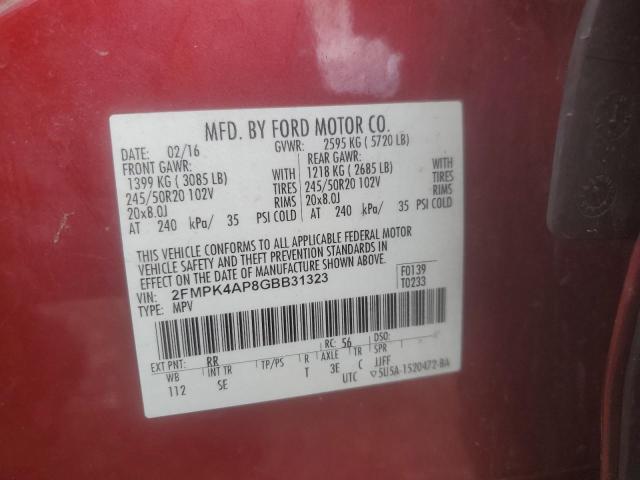 MFD. BY FORD MOTOR CO.
DATE: 02/16 GVWR: 2595 KG ( 5720 LB)
FRONT GAWR: REAR GAWR:
1399 KG ( 3085 LB) WITH 1218 KG ( 2685 LB) WITH
245/50R20 102V TIRES 245/50R20 102V TIRES
20x8.0J RIMS 20x8.0J RIMS
AT 240 kPa/ 35 PSI COLD AT 240 kPa/ 35 PSI COLD
THIS VEHICLE CONFORMS TO ALL APPLICABLE FEDERAL MOTOR
VEHICLE SAFETY AND THEFT PREVENTION STANDARDS IN
EFFECT ON THE DATE OF MANUFACTURE SHOWN ABOVE.
VIN: 2FMPK4AP8GBB31323 F0139
TYPE: MPV T0233
EXT PNT: RR RC: 56 DSO:
WB INT TR TP/PS R AXLE TR SPR
112 SE T 3E C JJFF
UTC ▽5U5A-1520472-BA